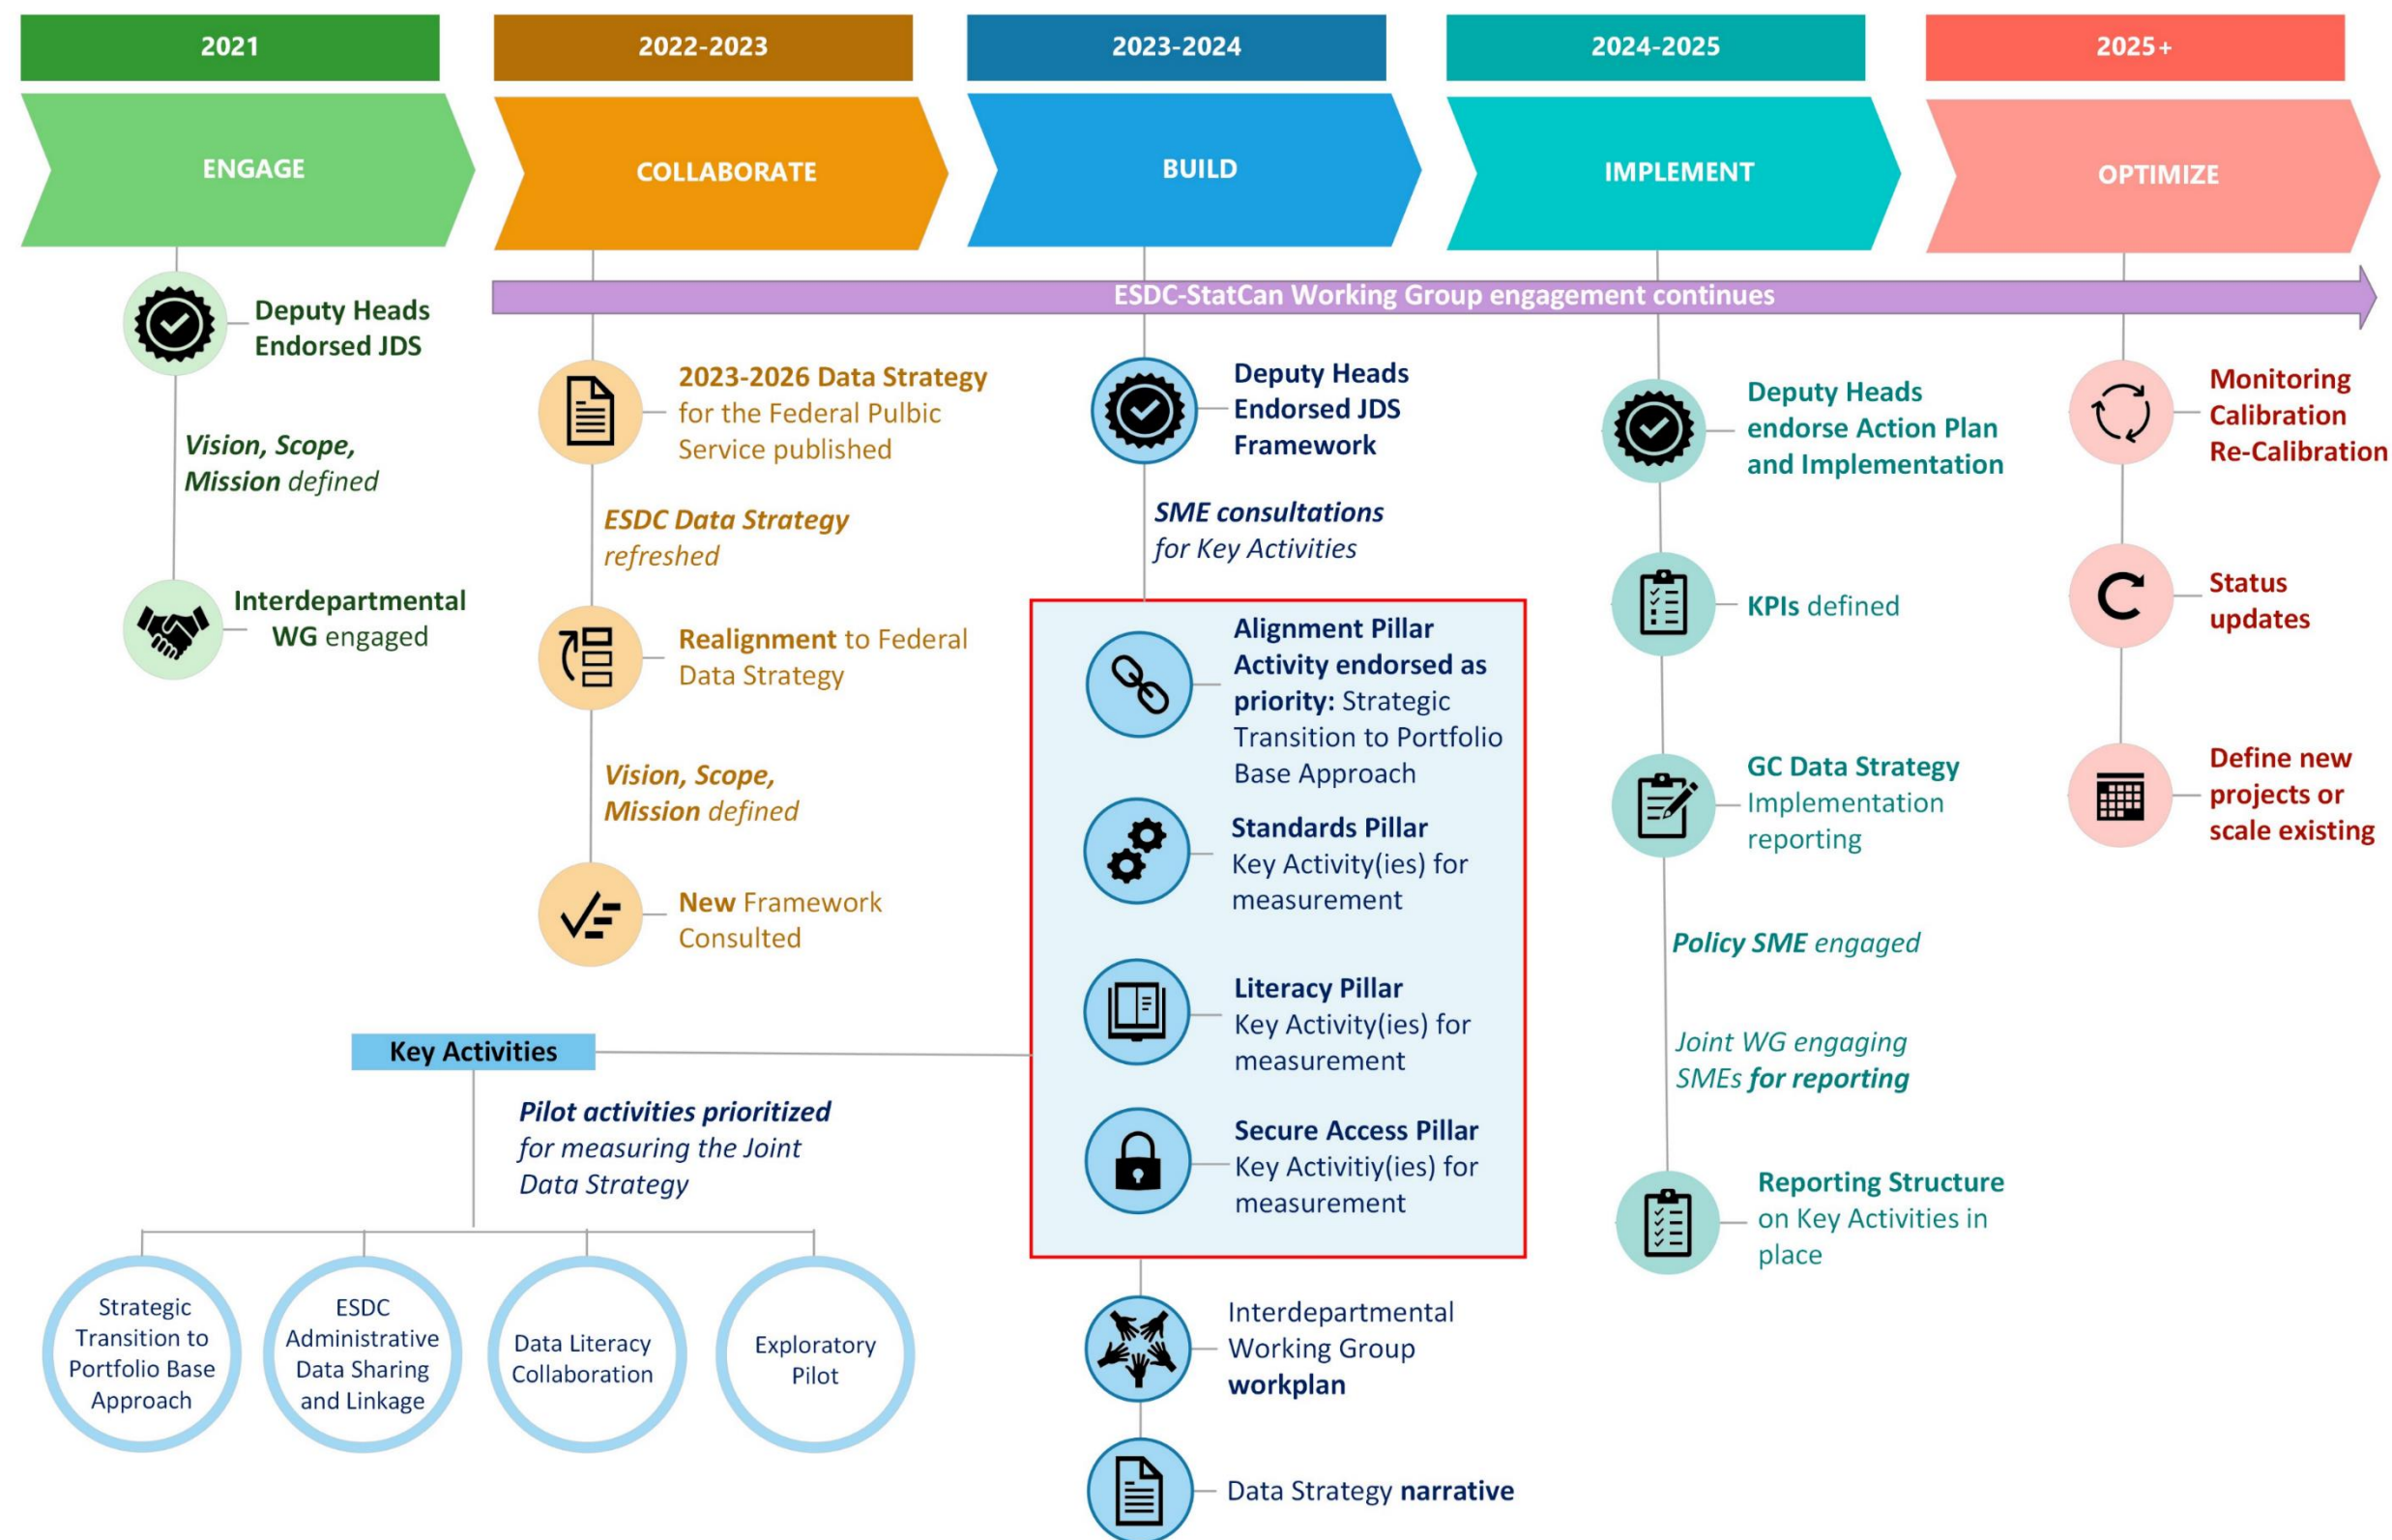 2021
2022-2023
2023-2024
2024-2025
2025+
ENGAGE
COLLABORATE
BUILD
IMPLEMENT
OPTIMIZE
ESDC-StatCan Working Group engagement continues
Deputy Heads
Endorsed JDS
Vision, Scope,
Mission defined
Interdepartmental
WG engaged
2023-2026 Data Strategy
for the Federal Pulbic
Service published
ESDC Data Strategy
refreshed
Realignment to Federal
Data Strategy
Vision, Scope,
Mission defined
New Framework
Consulted
Deputy Heads
Endorsed JDS
Framework
SME consultations
for Key Activities
Alignment Pillar
Activity endorsed as
priority: Strategic
Transition to Portfolio
Base Approach
Standards Pillar
Key Activity(ies) for
measurement
Literacy Pillar
Key Activity(ies) for
measurement
Secure Access Pillar
Key Activitiy(ies) for
measurement
Interdepartmental
Working Group
workplan
Data Strategy narrative
Deputy Heads
endorse Action Plan
and Implementation
KPIs defined
GC Data Strategy
Implementation
reporting
Policy SME engaged
Joint WG engaging
SMEs for reporting
Reporting Structure
on Key Activities in
place
Monitoring
Calibration
Re-Calibration
Status
updates
Define new
projects or
scale existing
Key Activities
Pilot activities prioritized
for measuring the Joint
Data Strategy
Strategic
Transition to
Portfolio Base
Approach
ESDC
Administrative
Data Sharing
and Linkage
Data Literacy
Collaboration
Exploratory
Pilot